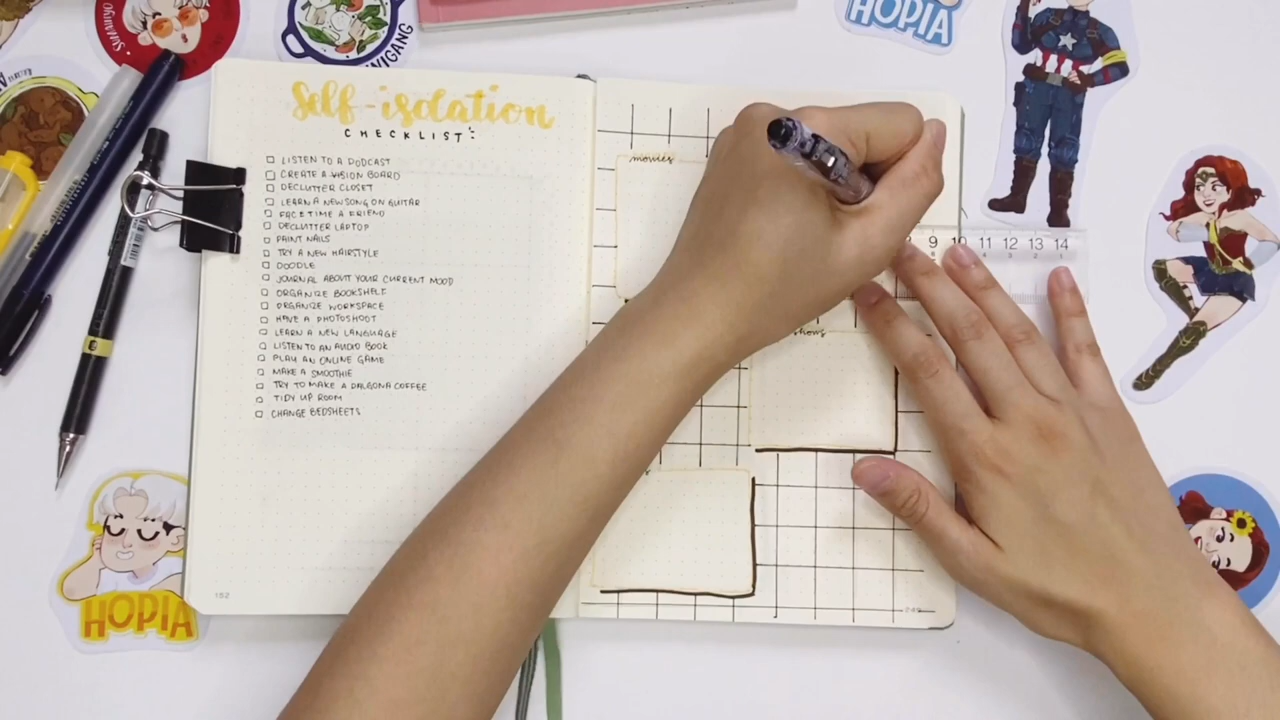 HOPIA
SUMANGO
Self-isolation
CHECKLIST
LISTEN TO A PODCAST
CREATE A VISION BOARD
DECLUTTER CLOSET
LEARN A NEW SONG ON GUITAR
FACETIME A FRIEND
DECLUTTER LAPTOP
PAINT NAILS
TRY A NEW HAIRSTYLE
DOODLE
JOURNAL ABOUT YOUR CURRENT MOOD
ORGANIZE BOOKSHELF
ORGANIZE WORKSPACE
HAVE A PHOTOSHOOT
LEARN A NEW LANGUAGE
LISTEN TO AN AUDIO BOOK
PLAY AN ONLINE GAME
MAKE A SMOOTHIE
TRY TO MAKE A DALGONA COFFEE
TIDY UP ROOM
CHANGE BEDSHEETS
152
movies
9 10 11 12 13 14
shows
HOPIA